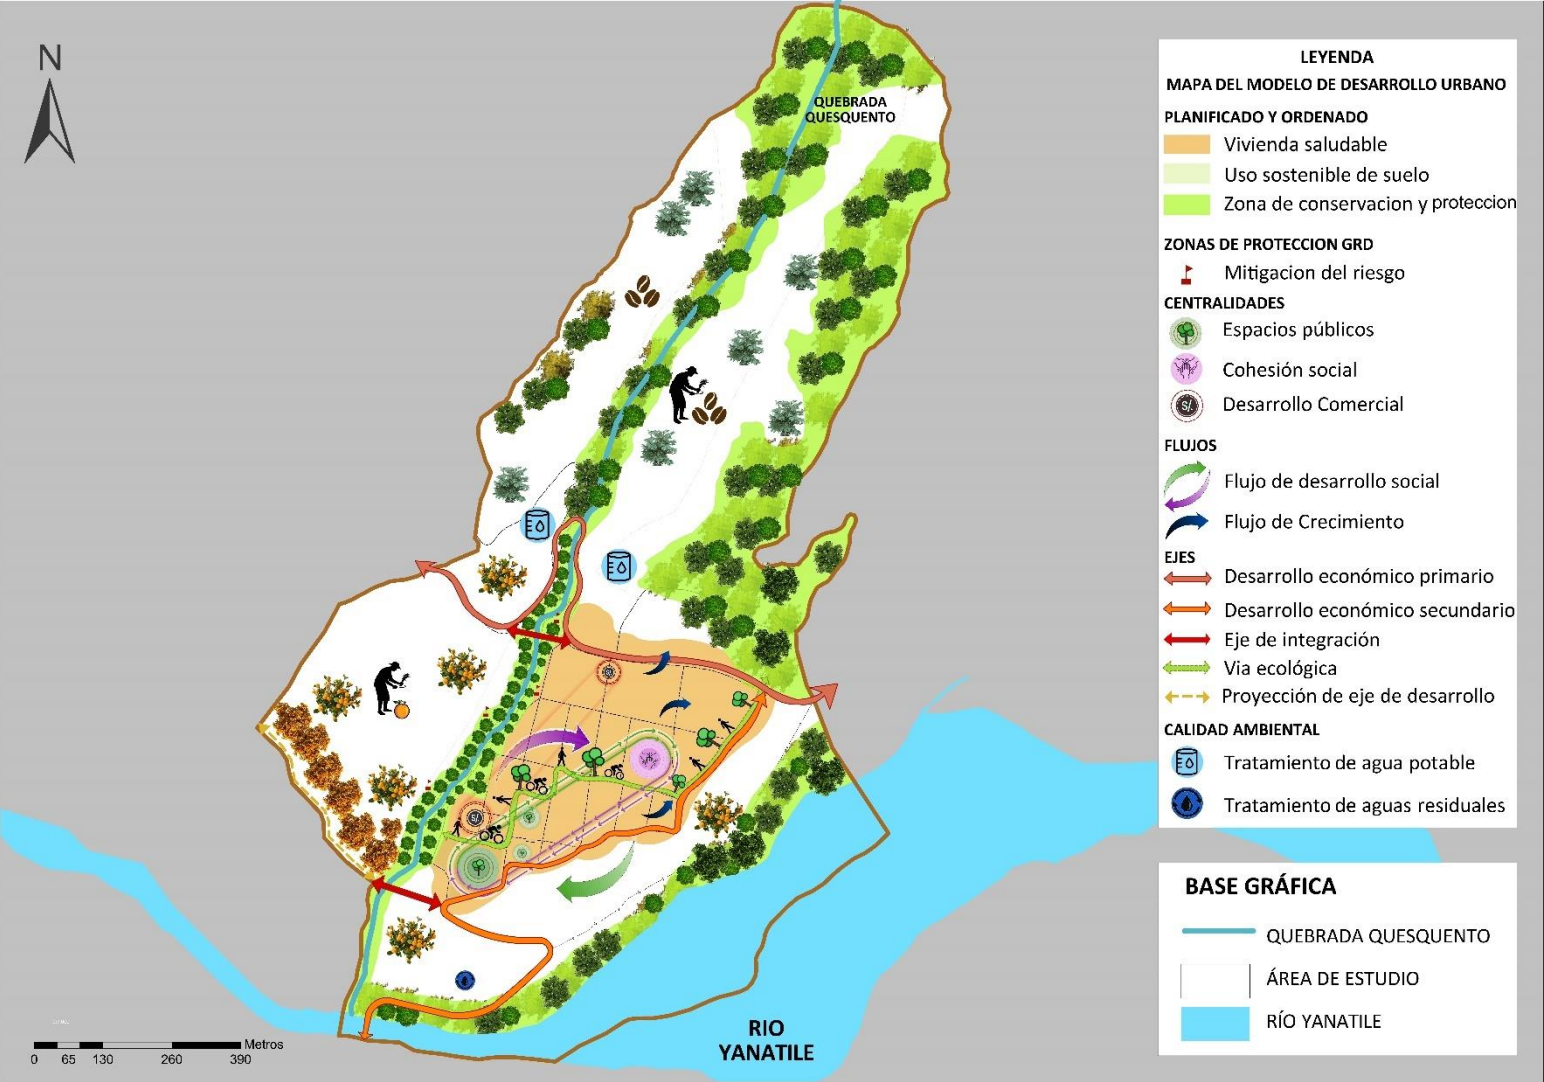 N
QUEBRADA
QUESQUENTO
LEYENDA
MAPA DEL MODELO DE DESARROLLO URBANO
PLANIFICADO Y ORDENADO
Vivienda saludable
Uso sostenible de suelo
Zona de conservacion y proteccion
ZONAS DE PROTECCION GRD
Mitigacion del riesgo
CENTRALIDADES
Espacios públicos
Cohesión social
S/.
Desarrollo Comercial
FLUJOS
Flujo de desarrollo social
Flujo de Crecimiento
EJES
Desarrollo económico primario
Desarrollo económico secundario
Eje de integración
Via ecológica
Proyección de eje de desarrollo
CALIDAD AMBIENTAL
Tratamiento de agua potable
Tratamiento de aguas residuales
S/.
BASE GRÁFICA
QUEBRADA QUESQUENTO
ÁREA DE ESTUDIO
RÍO YANATILE
RIO
YANATILE
Metros
0 65 130 260 390